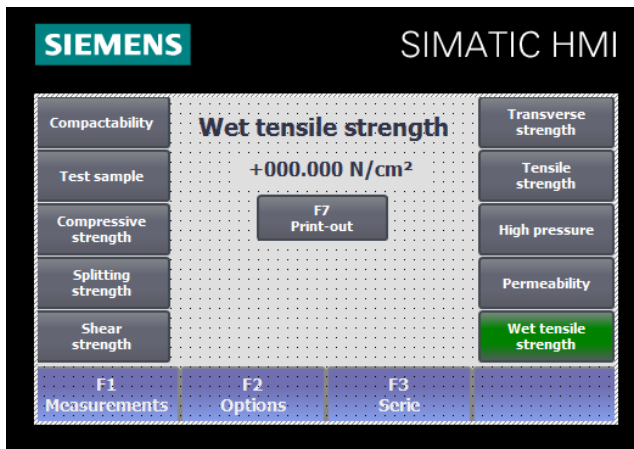 SIEMENS
SIMATIC HMI
Compactability
Test sample
Compressive
strength
Splitting
strength
Shear
strength
Wet tensile strength
+000.000 N/cm²
F7
Print-out
Transverse
strength
Tensile
strength
High pressure
Permeability
Wet tensile
strength
F1
Measurements
F2
Options
F3
Serie